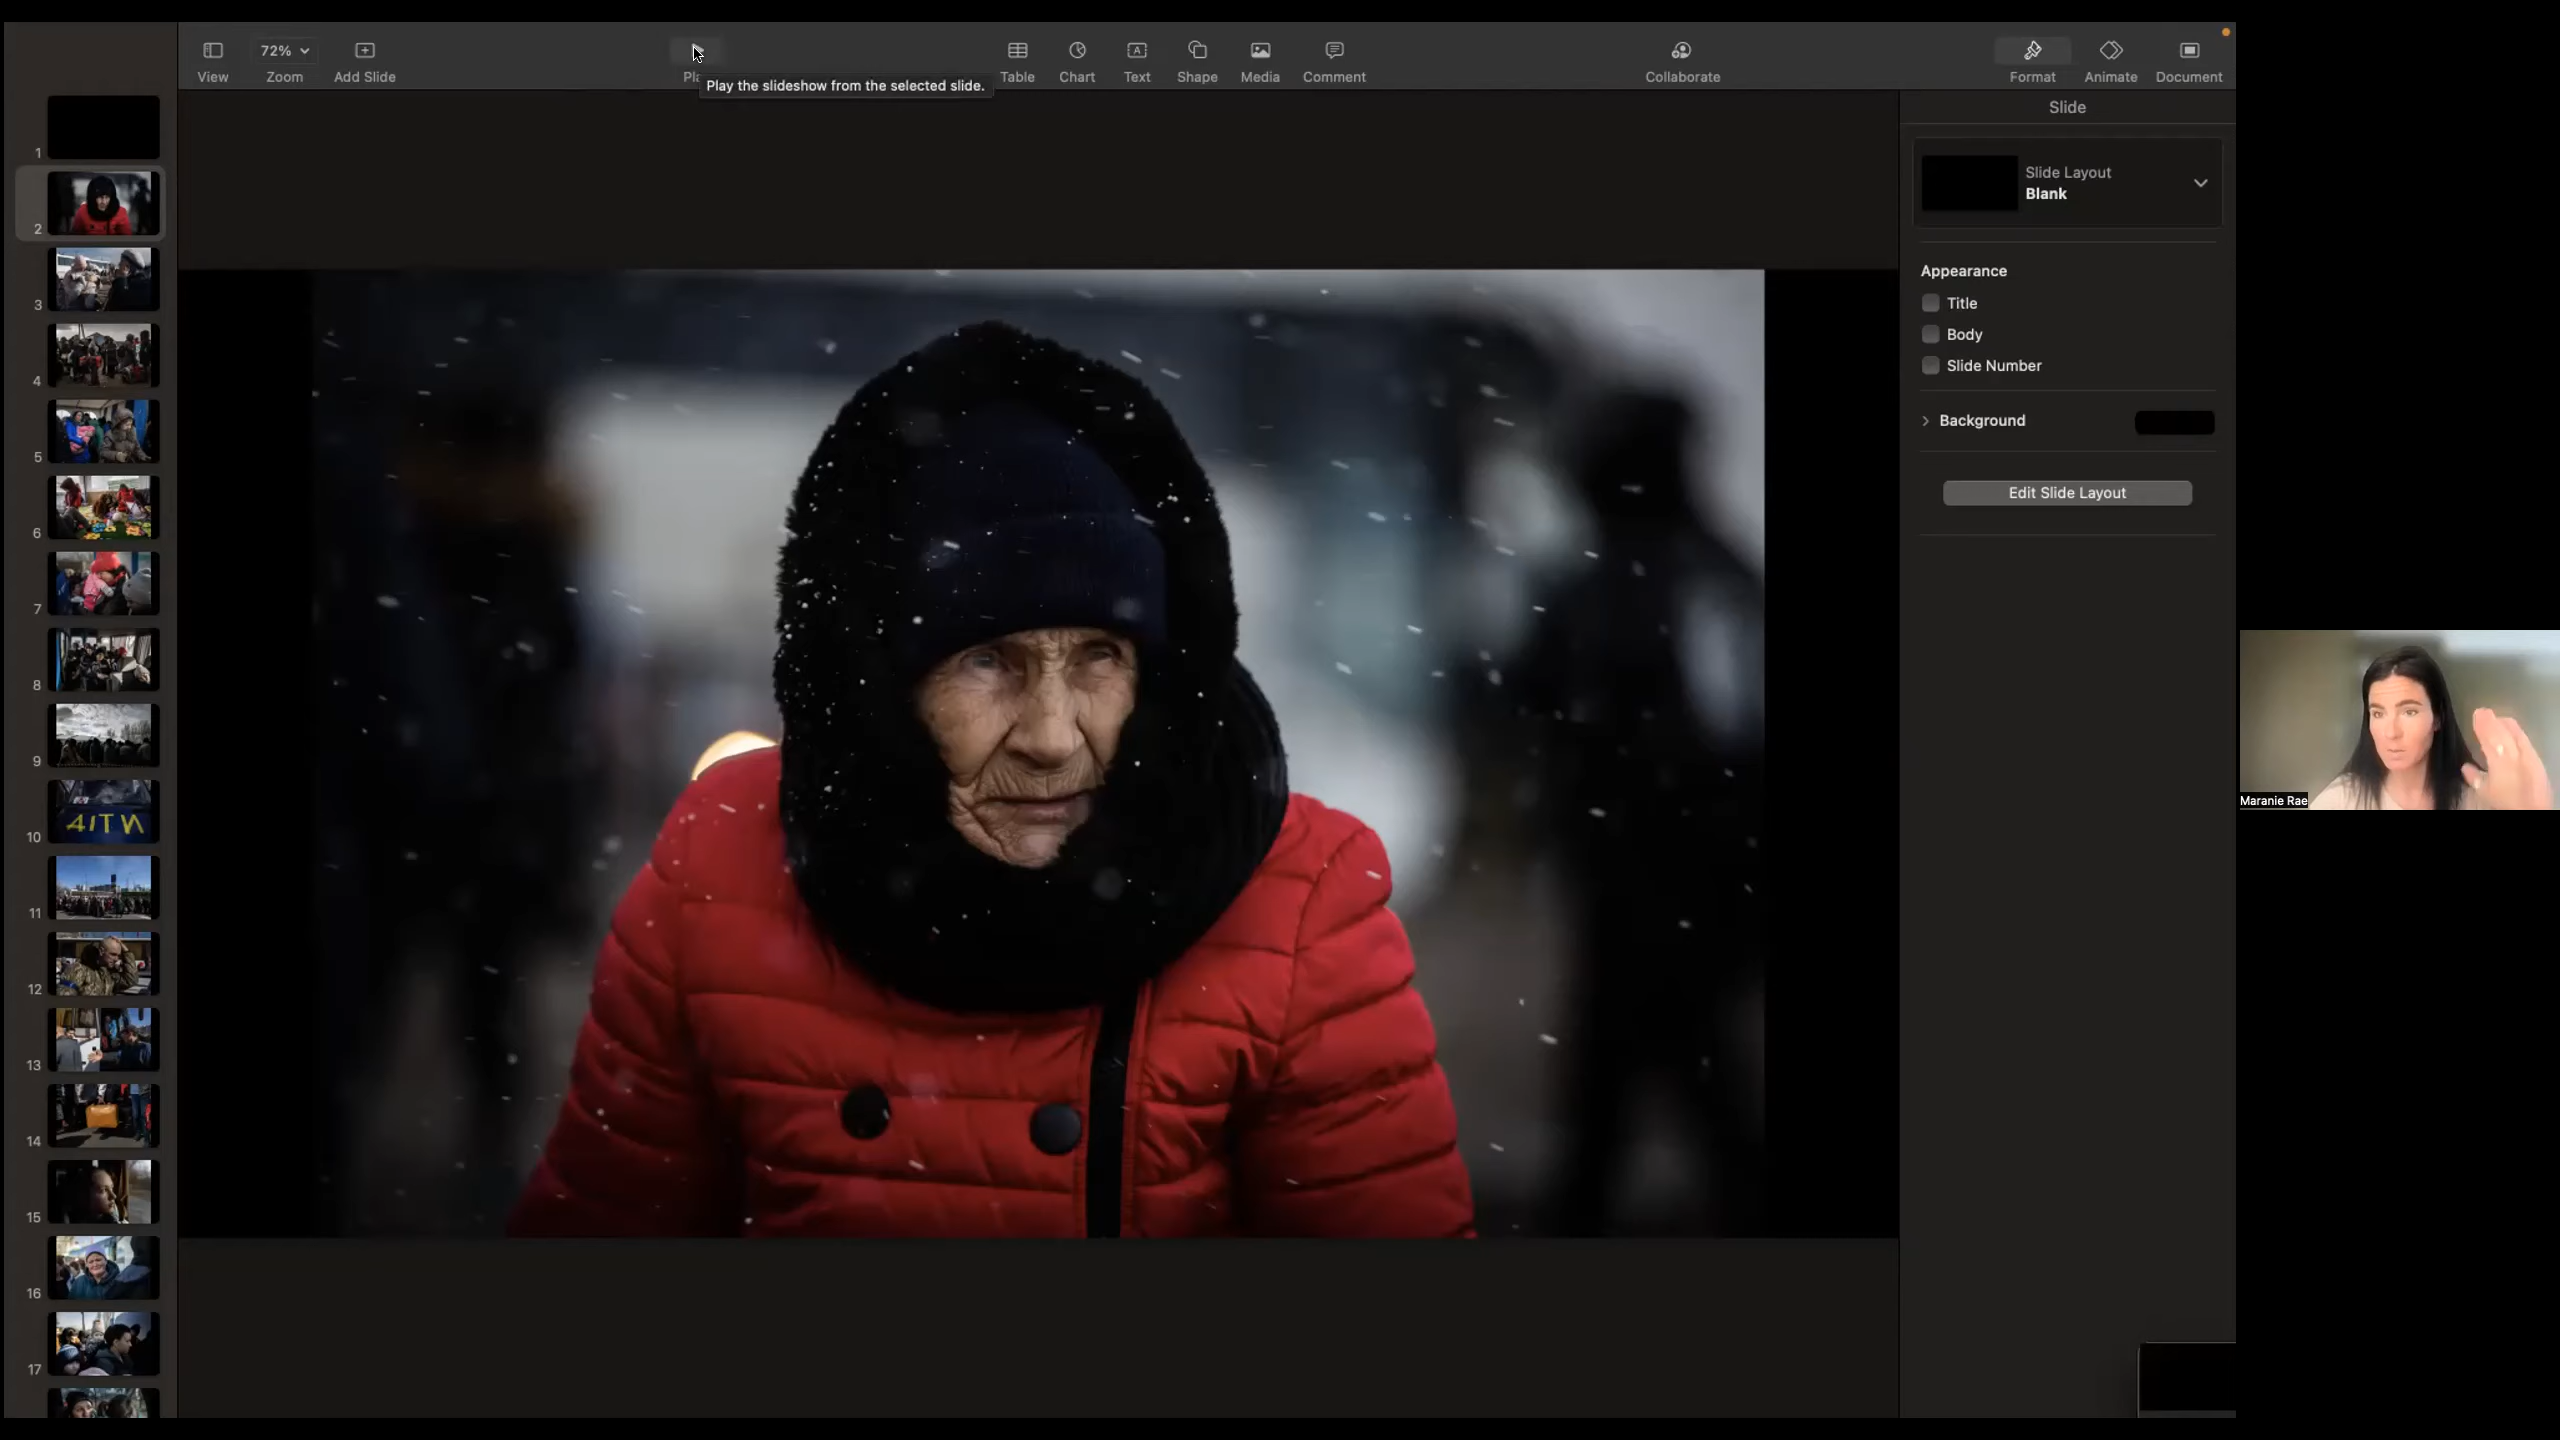 72%
View
Zoom
Add Slide
Pla
Play the slideshow from the selected slide.
Table
Chart
Text
Shape
Media
Comment
Collaborate
Format
Animate
Document
Slide
Slide Layout
Blank
Appearance
Title
Body
Slide Number
Background
Edit Slide Layout
1
2
3
4
5
6
7
8
9
10
11
12
13
14
15
16
17
Maranie Rae